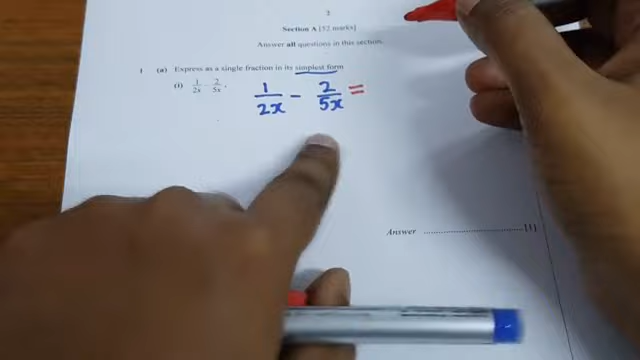 3
Section A [52 marks]
Answer all questions in this section.
1 (a) Express as a single fraction in its simplest form
(i) 1/2x - 2/5x ,
1/2x - 2/5x =
Answer ................................ [1]